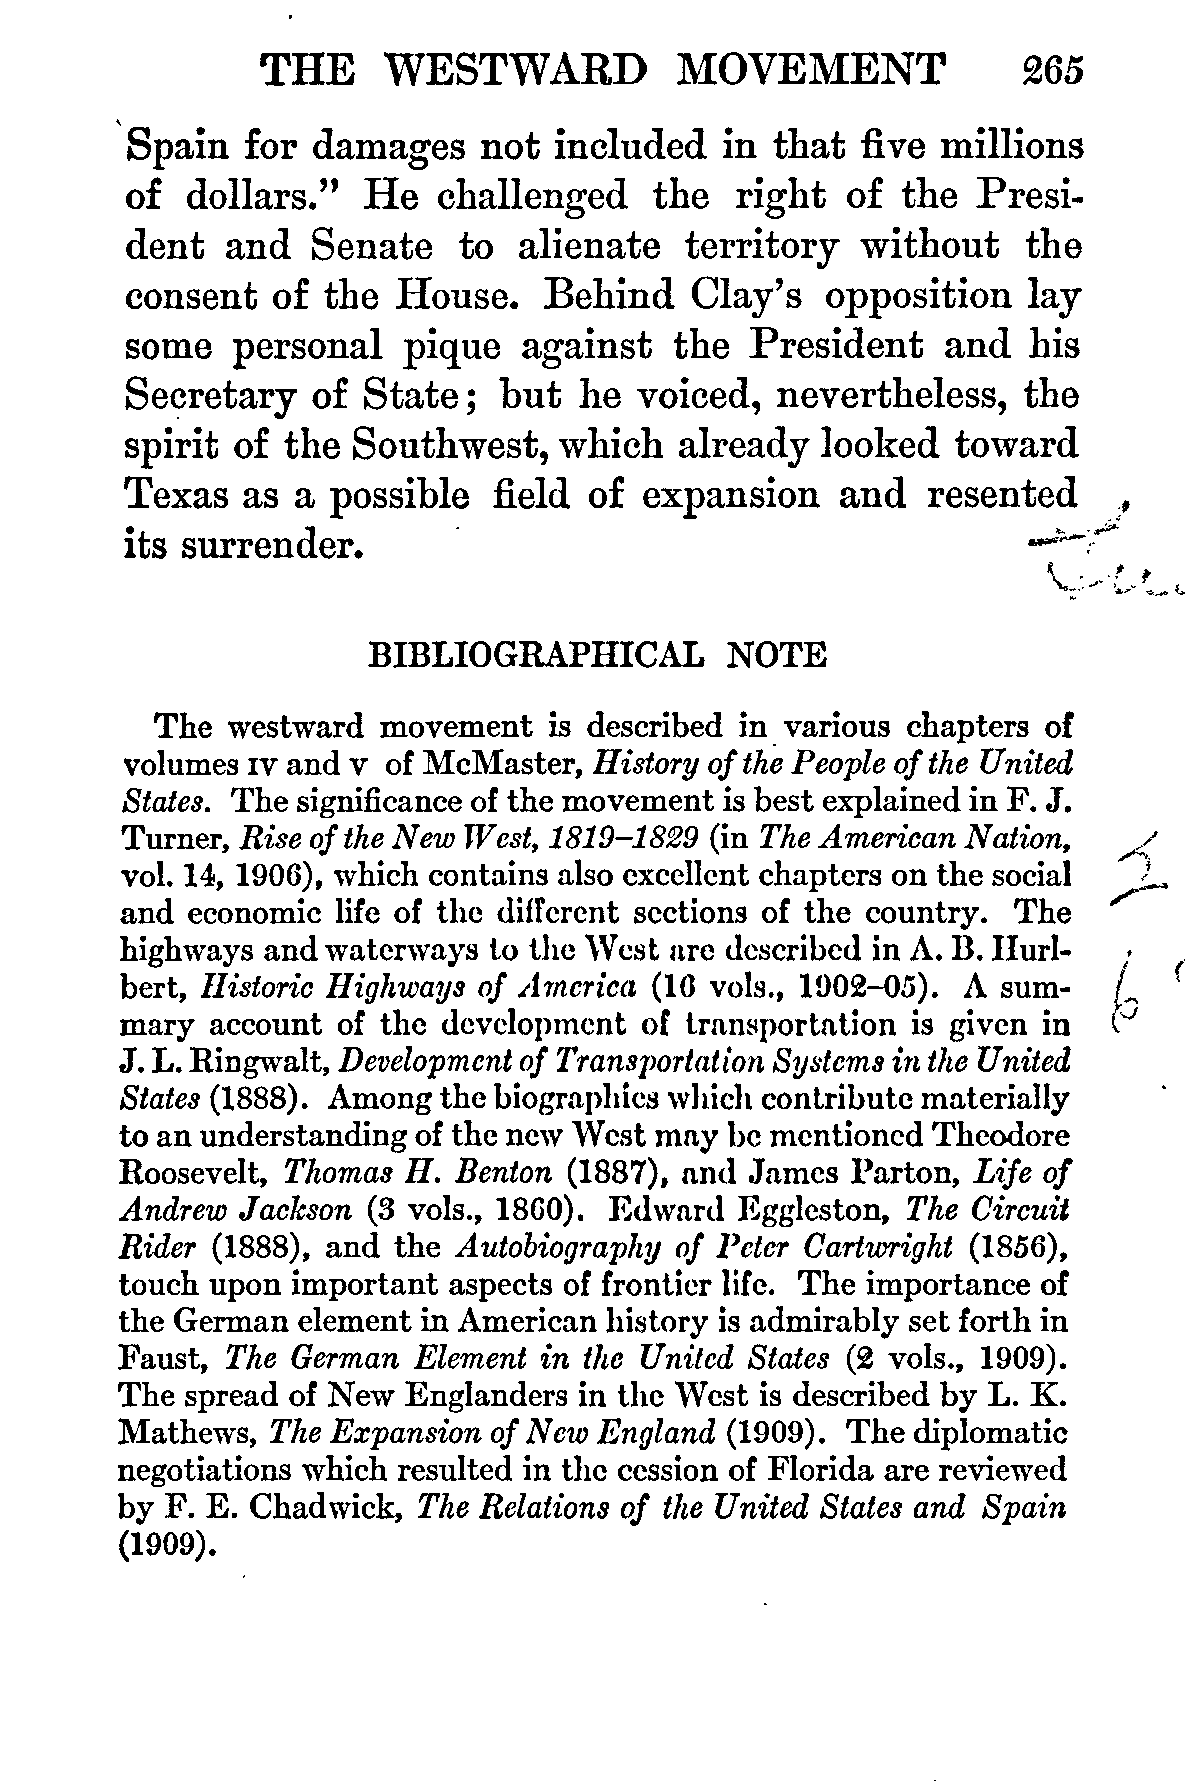 THE WESTWARD MOVEMENT 265
Spain for damages not included in that five millions
of dollars.” He challenged the right of the Presi-
dent and Senate to alienate territory without the
consent of the House. Behind Clay’s opposition lay
some personal pique against the President and his
Secretary of State; but he voiced, nevertheless, the
spirit of the Southwest, which already looked toward
Texas as a possible field of expansion and resented
its surrender.
BIBLIOGRAPHICAL NOTE
The westward movement is described in various chapters of
volumes IV and V of McMaster, History of the People of the United
States. The significance of the movement is best explained in F. J.
Turner, Rise of the New West, 1819–1829 (in The American Nation,
vol. 14, 1906), which contains also excellent chapters on the social
and economic life of the different sections of the country. The
highways and waterways to the West are described in A. B. Hurl-
bert, Historic Highways of America (16 vols., 1902–05). A sum-
mary account of the development of transportation is given in
J. L. Ringwalt, Development of Transportation Systems in the United
States (1888). Among the biographies which contribute materially
to an understanding of the new West may be mentioned Theodore
Roosevelt, Thomas H. Benton (1887), and James Parton, Life of
Andrew Jackson (3 vols., 1860). Edward Eggleston, The Circuit
Rider (1888), and the Autobiography of Peter Cartwright (1856),
touch upon important aspects of frontier life. The importance of
the German element in American history is admirably set forth in
Faust, The German Element in the United States (2 vols., 1909).
The spread of New Englanders in the West is described by L. K.
Mathews, The Expansion of New England (1909). The diplomatic
negotiations which resulted in the cession of Florida are reviewed
by F. E. Chadwick, The Relations of the United States and Spain
(1909).